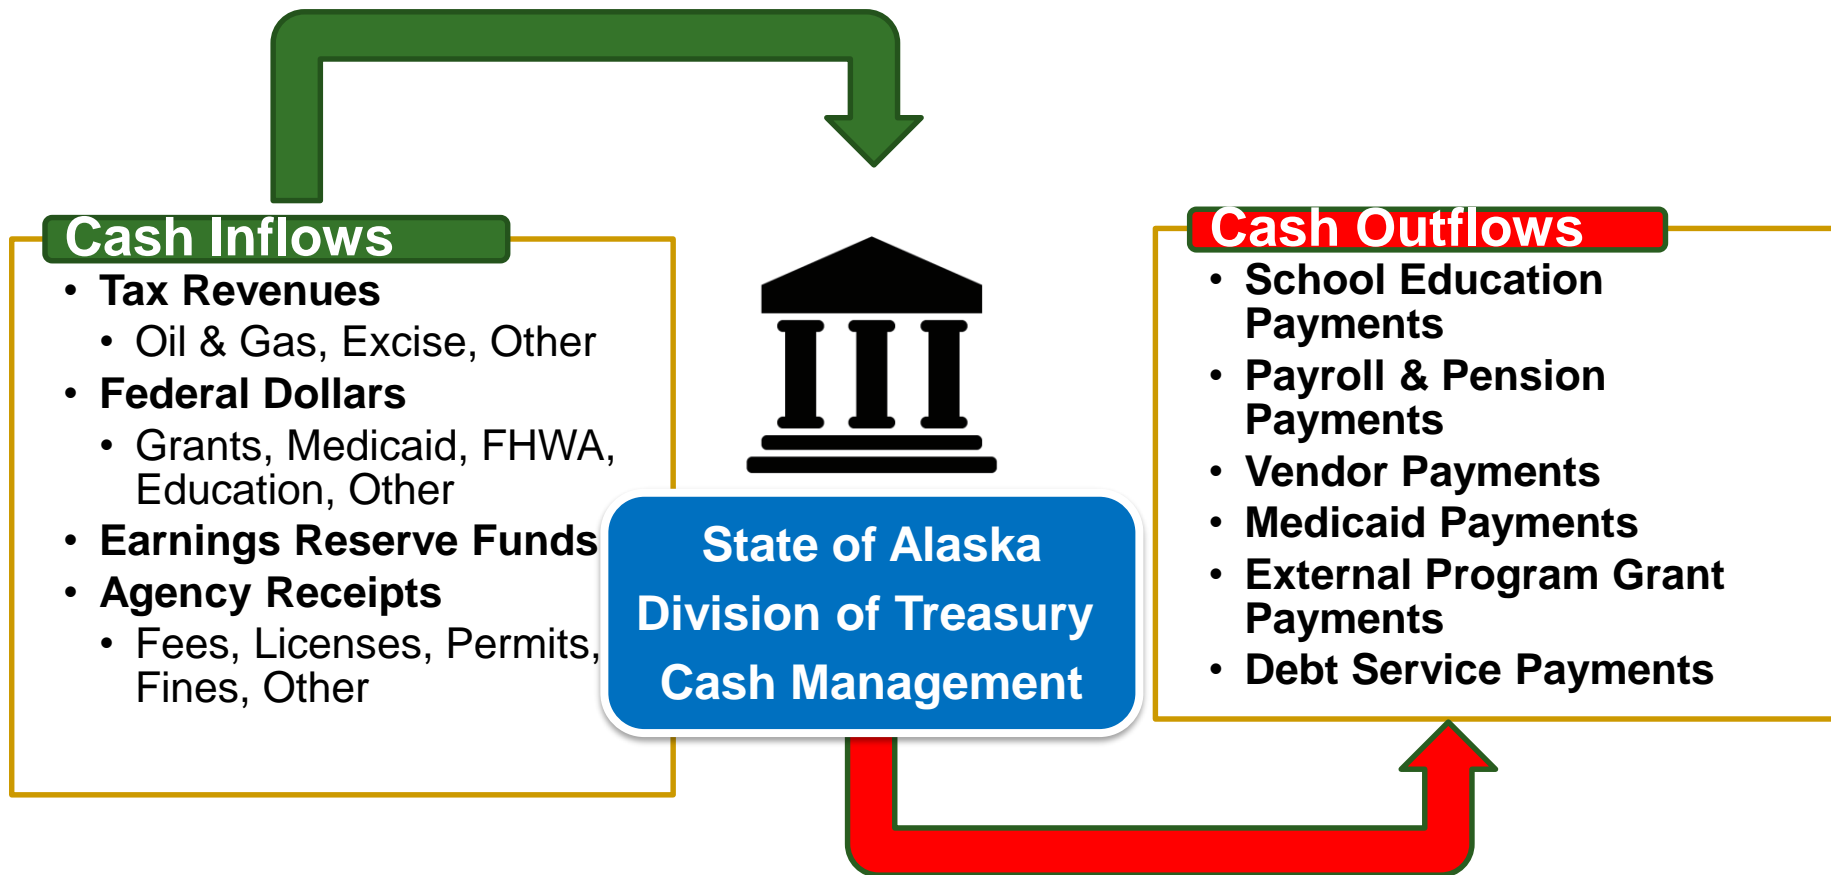 Cash Inflows
• Tax Revenues
• Oil & Gas, Excise, Other
• Federal Dollars
• Grants, Medicaid, FHWA,
Education, Other
• Earnings Reserve Funds
• Agency Receipts
• Fees, Licenses, Permits,
Fines, Other
State of Alaska
Division of Treasury
Cash Management
Cash Outflows
• School Education
Payments
• Payroll & Pension
Payments
• Vendor Payments
• Medicaid Payments
• External Program Grant
Payments
• Debt Service Payments